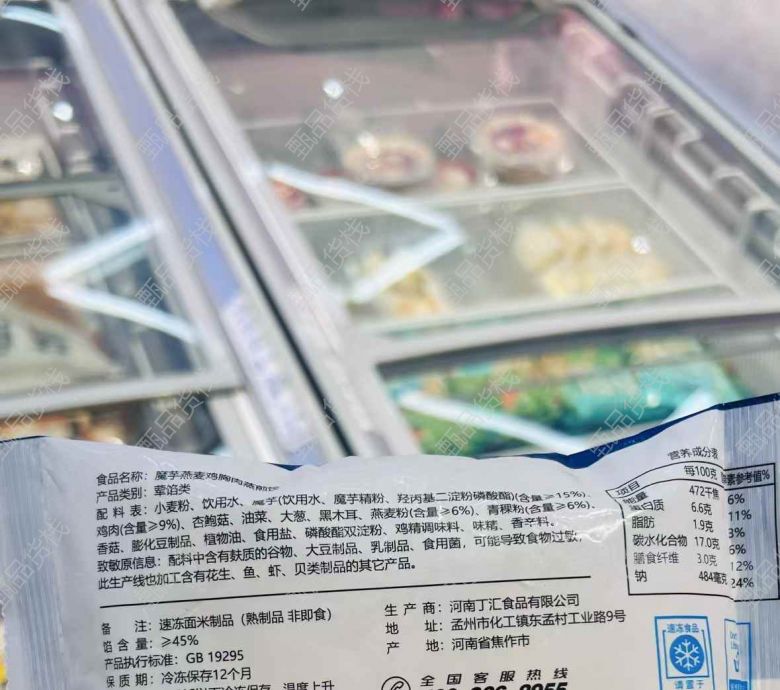 食品名称：魔芋燕麦鸡胸肉蒸煎饺
产品类别：荤馅类
配 料 表：小麦粉、饮用水、魔芋(饮用水、魔芋精粉、羟丙基二淀粉磷酸酯)(含量≥15%)、
鸡肉(含量≥9%)、杏鲍菇、油菜、大葱、黑木耳、燕麦粉(含量≥6%)、青稞粉(含量≥6%)、
香菇、膨化豆制品、植物油、食用盐、磷酸酯双淀粉、鸡精调味料、味精、香辛料。
致敏原信息：配料中含有麸质的谷物、大豆制品、乳制品、食用菌，可能导致食物过敏，
此生产线也加工含有花生、鱼、虾、贝类制品的其它产品。
备 注：速冻面米制品（熟制品 非即食）
馅 含 量：≥45%
产品执行标准：GB 19295
保 质 期：冷冻保存12个月
生 产 商：河南丁汇食品有限公司
地 址：孟州市化工镇东孟村工业路9号
产 地：河南省焦作市
全 国 客 服 热 线
营养成分表
项目 每100克 营养素参考值%
能量 472千焦 6%
蛋白质 6.6克 11%
脂肪 1.9克 3%
碳水化合物 17.0克 6%
膳食纤维 3.0克 12%
钠 484毫克 24%
速冻食品
甄品货栈